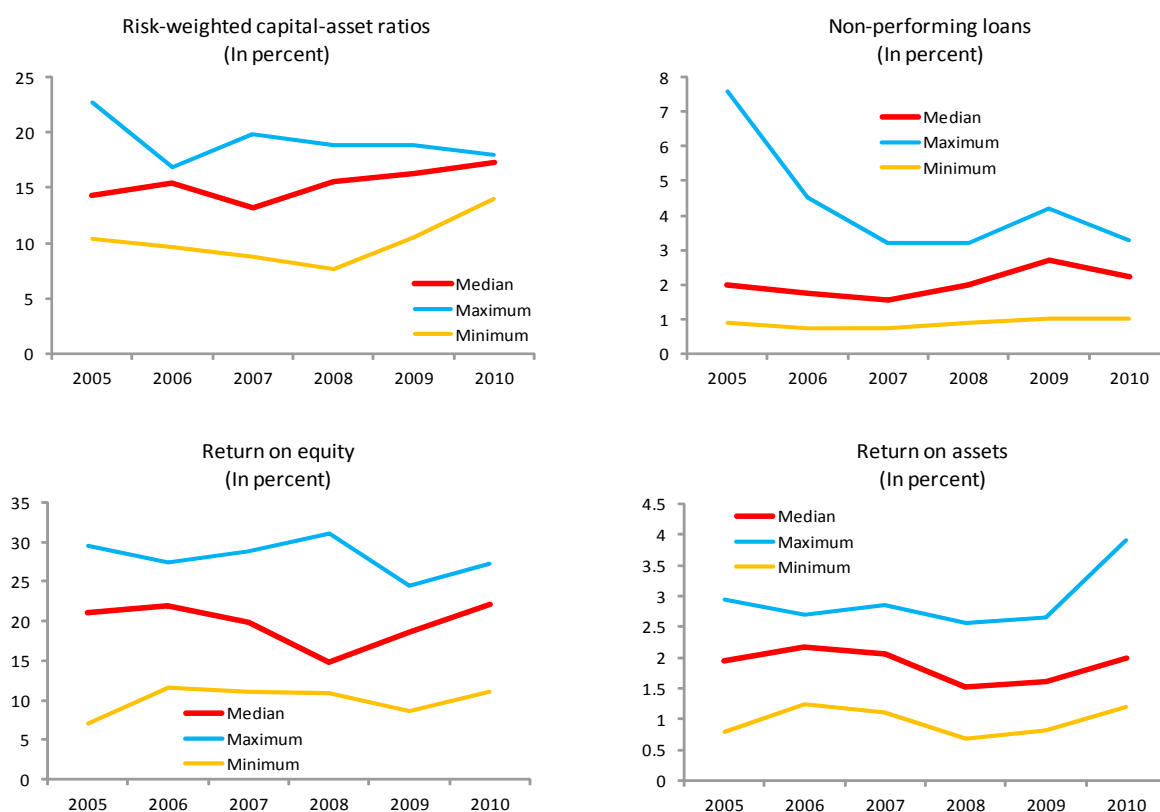 Risk-weighted capital-asset ratios
(In percent)
25
20
15
10
5
0
Median
Maximum
Minimum
2005 2006 2007 2008 2009 2010
Non-performing loans
(In percent)
8
7
6
5
4
3
2
1
0
Median
Maximum
Minimum
2005 2006 2007 2008 2009 2010
Return on equity
(In percent)
35
30
25
20
15
10
5
0
Median
Maximum
Minimum
2005 2006 2007 2008 2009 2010
Return on assets
(In percent)
4.5
4
3.5
3
2.5
2
1.5
1
0.5
0
Median
Maximum
Minimum
2005 2006 2007 2008 2009 2010